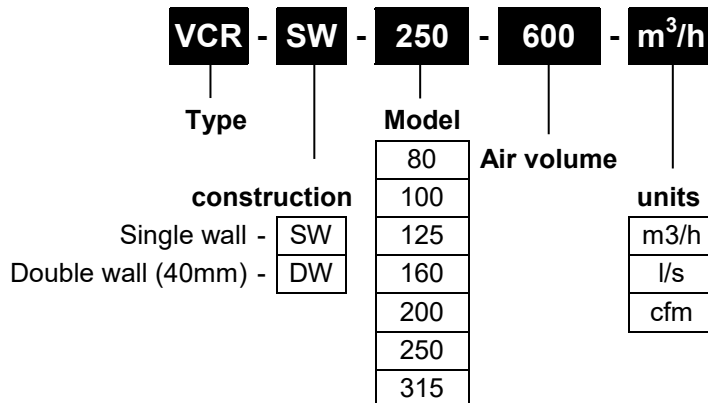 VCR - SW - 250 - 600 - m³/h
Type Model
80 Air volume
construction 100 units
Single wall - SW 125 m3/h
Double wall (40mm) - DW 160 l/s
200 cfm
250
315